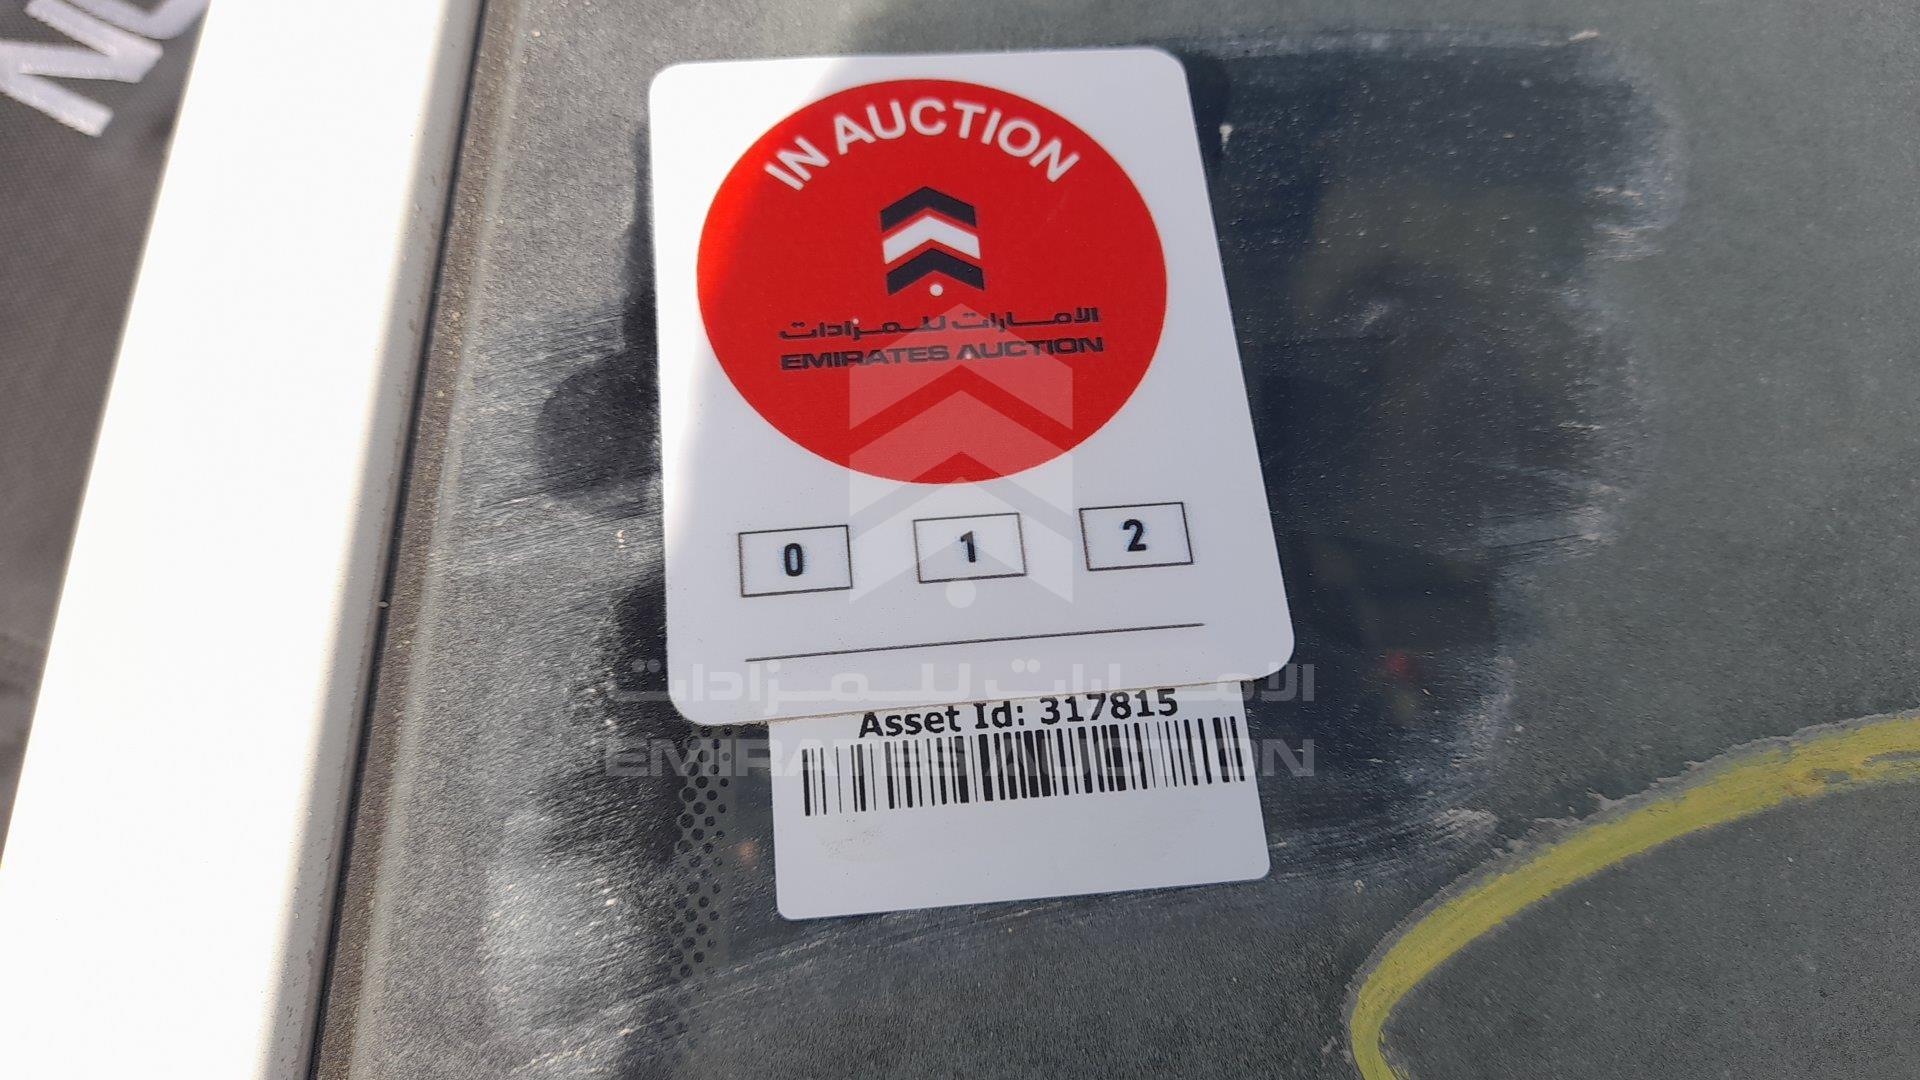 IN AUCTION
الامارات للمزادات
EMIRATES AUCTION
0 1 2
الامارات للمزادات
Asset Id: 317815
EMIRATES AUCTION